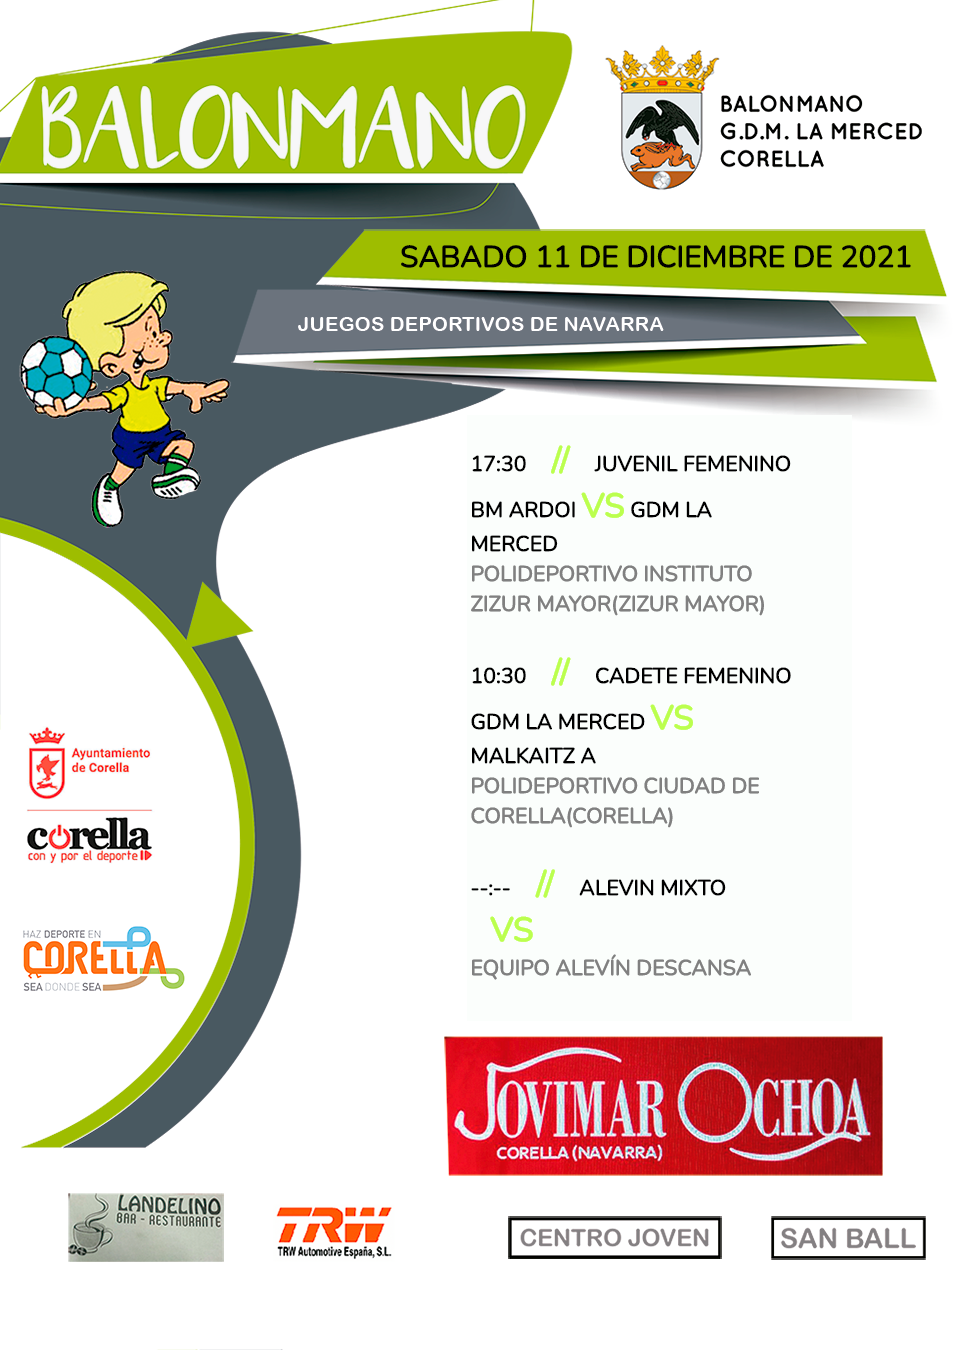 BALONMANO
BALONMANO
G.D.M. LA MERCED
CORELLA
SABADO 11 DE DICIEMBRE DE 2021
JUEGOS DEPORTIVOS DE NAVARRA
17:30 // JUVENIL FEMENINO
BM ARDOI VS GDM LA
MERCED
POLIDEPORTIVO INSTITUTO
ZIZUR MAYOR(ZIZUR MAYOR)
10:30 // CADETE FEMENINO
GDM LA MERCED VS
MALKAITZ A
POLIDEPORTIVO CIUDAD DE
CORELLA(CORELLA)
--:-- // ALEVIN MIXTO
VS
EQUIPO ALEVÍN DESCANSA
Ayuntamiento
de Corella
corella
con y por el deporte
HAZ DEPORTE EN
CORELLA
SEA DONDE SEA
JOVIMAR OCHOA
CORELLA (NAVARRA)
LANDELINO
BAR - RESTAURANTE
TRW
TRW Automotive España, S.L.
CENTRO JOVEN
SAN BALL